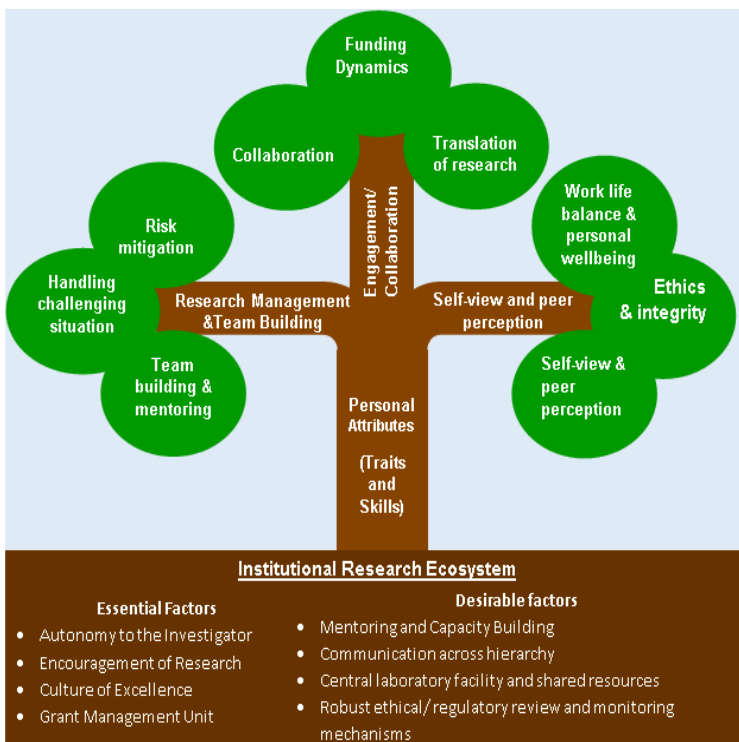 Funding
Dynamics
Collaboration
Translation
of research
Risk
mitigation
Handling
challenging
situation
Team
building &
mentoring
Research Management
&Team Building
Engagement/
Collaboration
Self-view and peer
perception
Work life
balance &
personal
wellbeing
Ethics
& integrity
Self-view &
peer
perception
Personal
Attributes
(Traits
and
Skills)
Institutional Research Ecosystem
Essential Factors
• Autonomy to the Investigator
• Encouragement of Research
• Culture of Excellence
• Grant Management Unit
Desirable factors
• Mentoring and Capacity Building
• Communication across hierarchy
• Central laboratory facility and shared resources
• Robust ethical/ regulatory review and monitoring
mechanisms